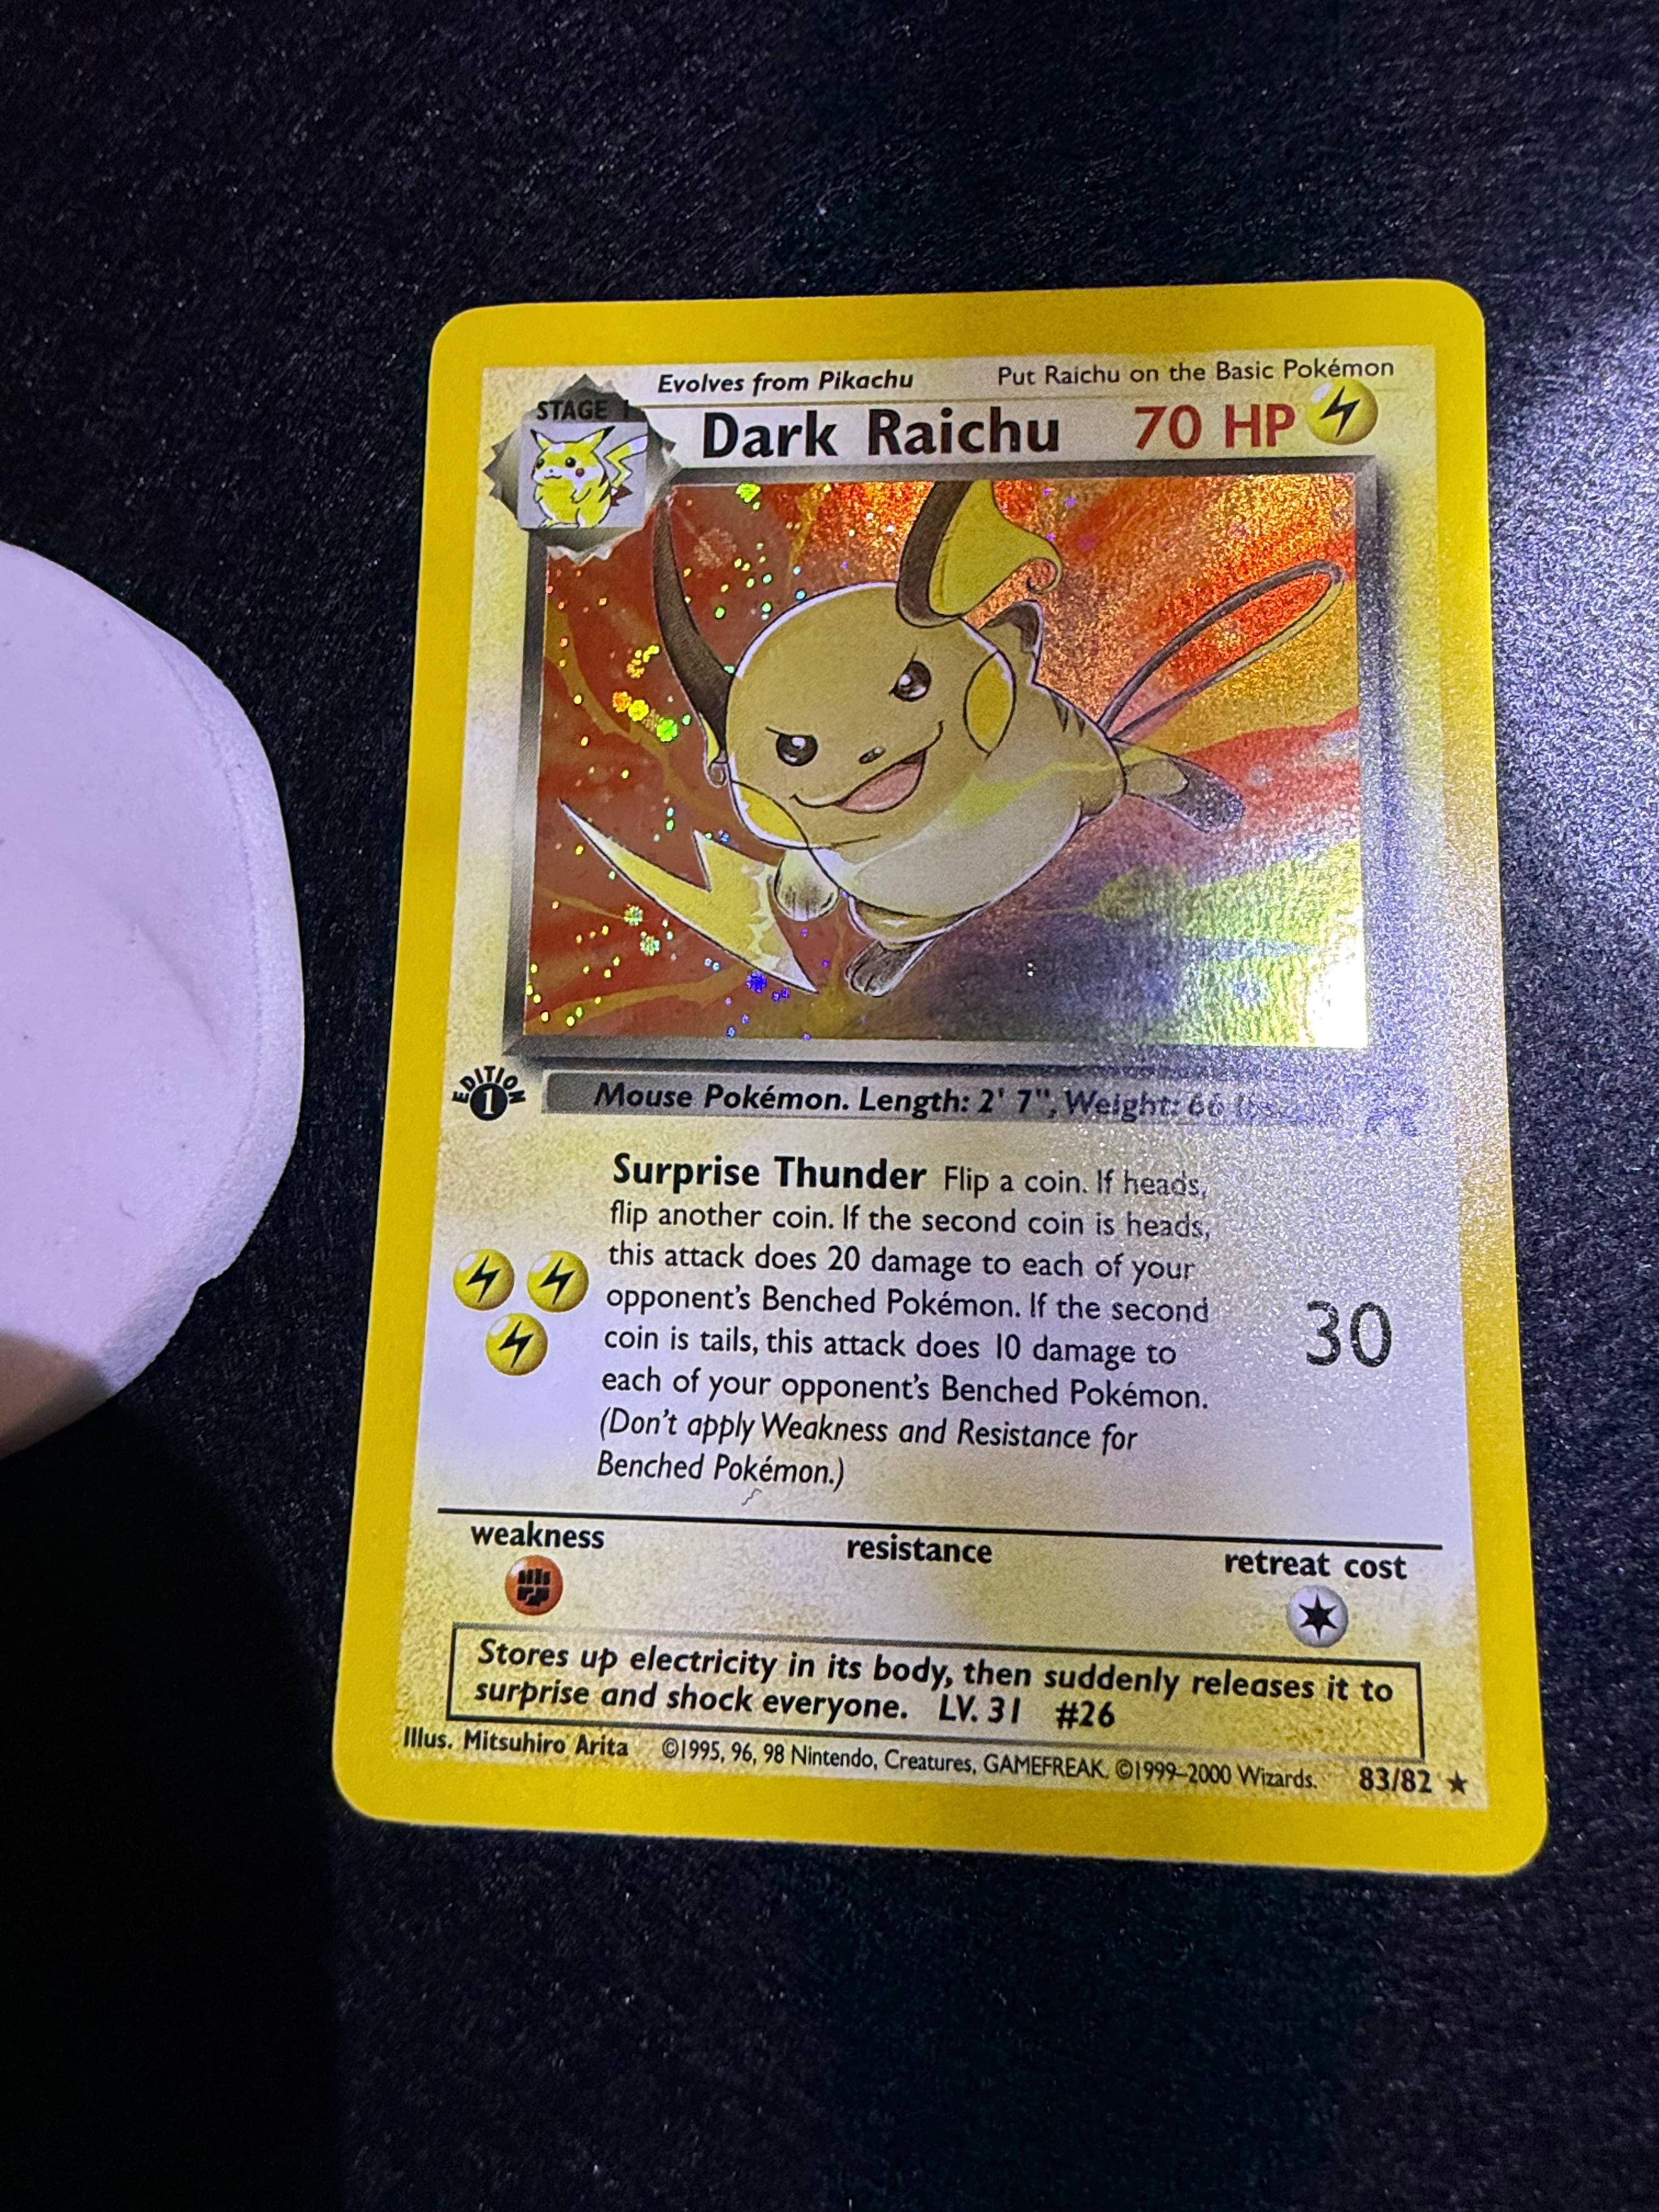 Evolves from Pikachu Put Raichu on the Basic Pokémon
STAGE 1
Dark Raichu 70 HP
EDITION
1
Mouse Pokémon. Length: 2' 7", Weight: 66 lbs.
Surprise Thunder Flip a coin. If heads,
flip another coin. If the second coin is heads,
this attack does 20 damage to each of your
opponent's Benched Pokémon. If the second
coin is tails, this attack does 10 damage to
each of your opponent's Benched Pokémon.
(Don't apply Weakness and Resistance for
Benched Pokémon.)
30
weakness resistance retreat cost
Stores up electricity in its body, then suddenly releases it to
surprise and shock everyone. LV. 31 #26
Illus. Mitsuhiro Arita ©1995, 96, 98 Nintendo, Creatures, GAMEFREAK. ©1999–2000 Wizards. 83/82 ★